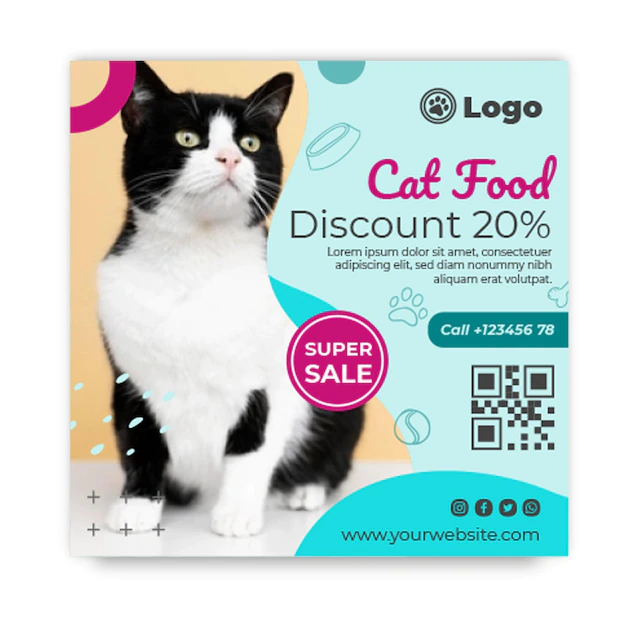 Logo
Cat Food
Discount 20%
Lorem ipsum dolor sit amet, consectetuer
adipiscing elit, sed diam nonummy nibh
aliquam erat volutpat.
Call +123456 78
SUPER
SALE
www.yourwebsite.com